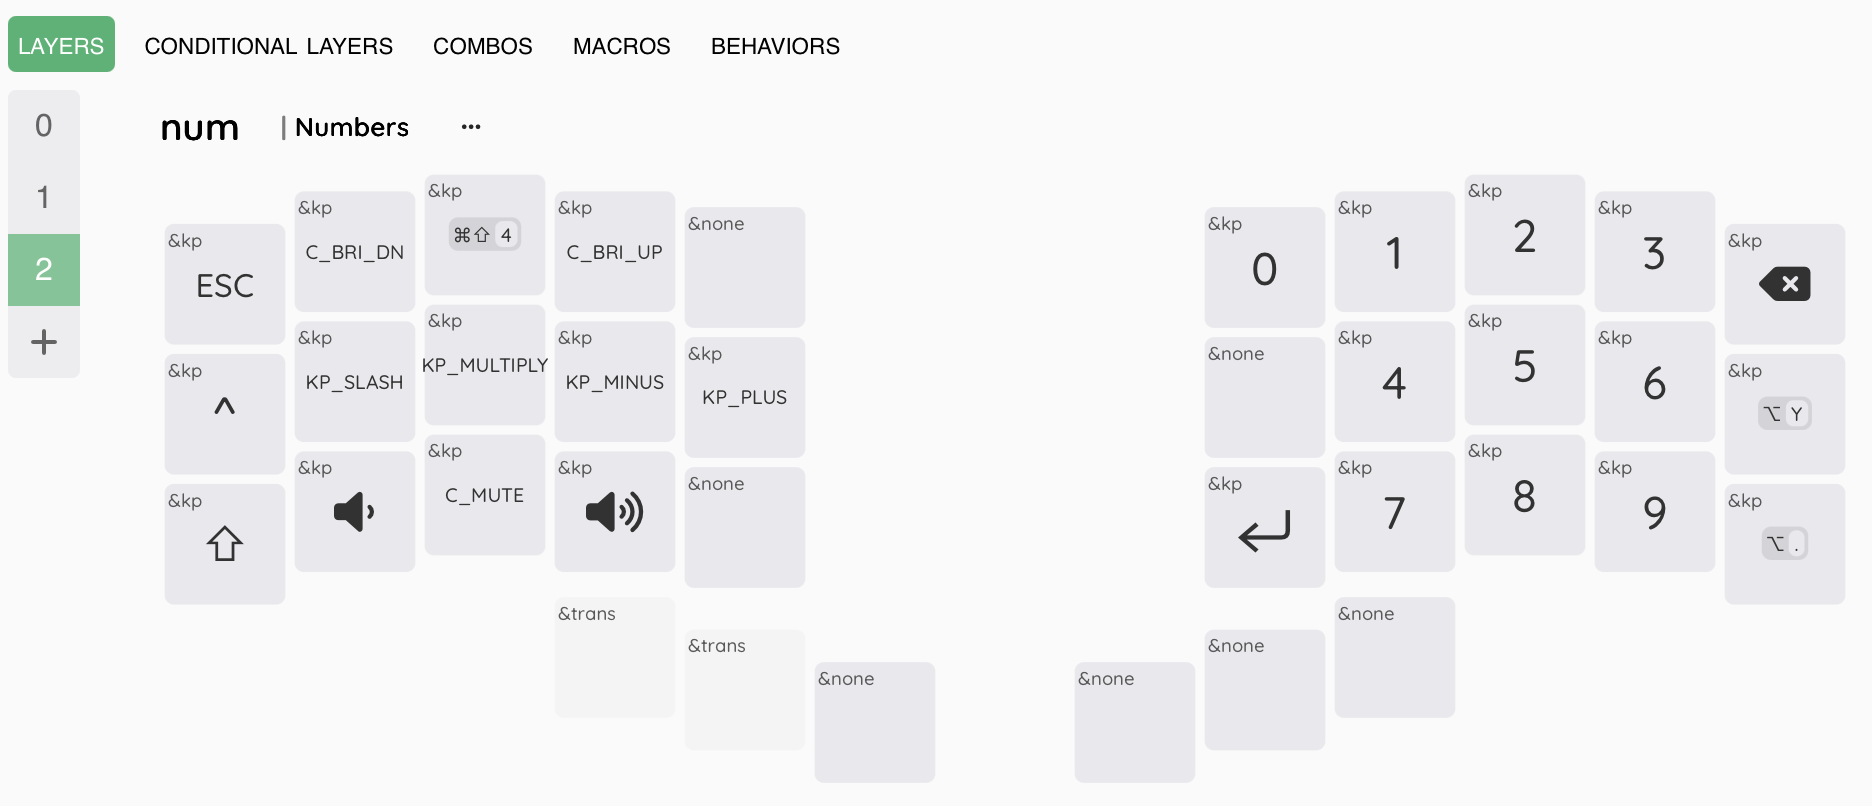 LAYERS CONDITIONAL LAYERS COMBOS MACROS BEHAVIORS
0
1
2
+
num | Numbers ...
&kp ESC
&kp C_BRI_DN
&kp ⌘⇧ 4
&kp C_BRI_UP
&none
&kp 0
&kp 1
&kp 2
&kp 3
&kp ⌫
&kp ^
&kp KP_SLASH
&kp KP_MULTIPLY
&kp KP_MINUS
&kp KP_PLUS
&none
&kp 4
&kp 5
&kp 6
&kp ⌥ Y
&kp ⇧
&kp
&kp C_MUTE
&kp
&none
&kp ↵
&kp 7
&kp 8
&kp 9
&kp ⌥ .
&trans
&trans
&none
&none
&none
&none